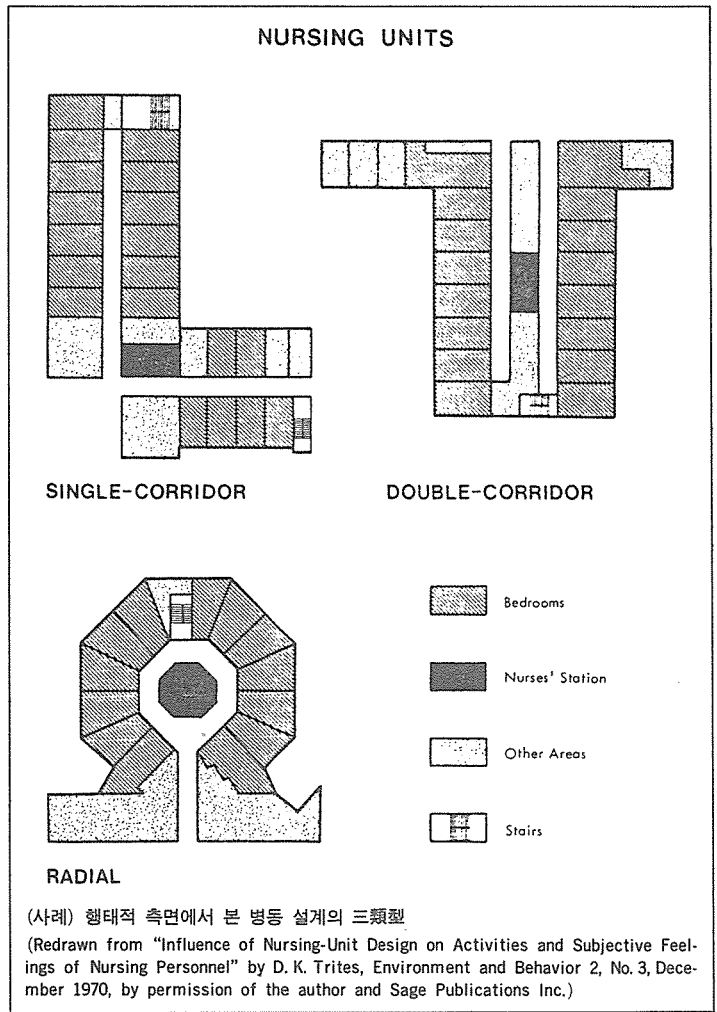 NURSING UNITS
SINGLE-CORRIDOR
DOUBLE-CORRIDOR
Bedrooms
Nurses' Station
Other Areas
Stairs
RADIAL
(사례) 행태적 측면에서 본 병동 설계의 三類型
(Redrawn from "Influence of Nursing-Unit Design on Activities and Subjective Feel-
ings of Nursing Personnel" by D. K. Trites, Environment and Behavior 2, No. 3, Dece-
mber 1970, by permission of the author and Sage Publications Inc.)